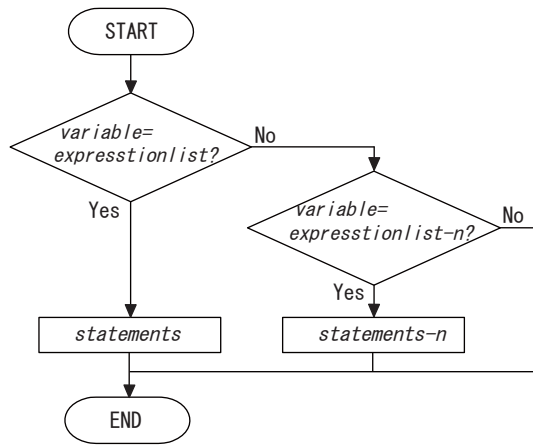 START
variable=
expresstionlist?
No
Yes
variable=
expresstionlist-n?
No
Yes
statements
statements-n
END